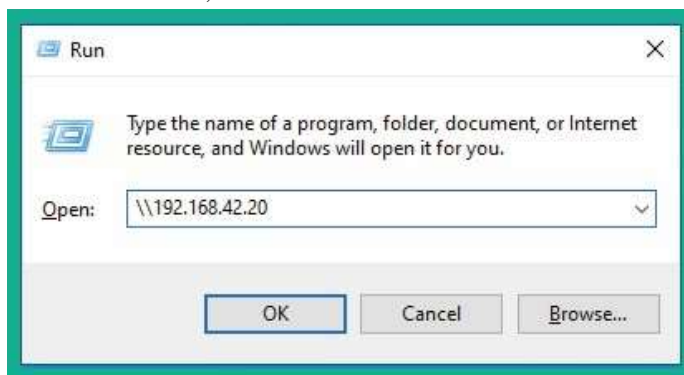 Run
Type the name of a program, folder, document, or Internet
resource, and Windows will open it for you.
Open: \\192.168.42.20
OK Cancel Browse...